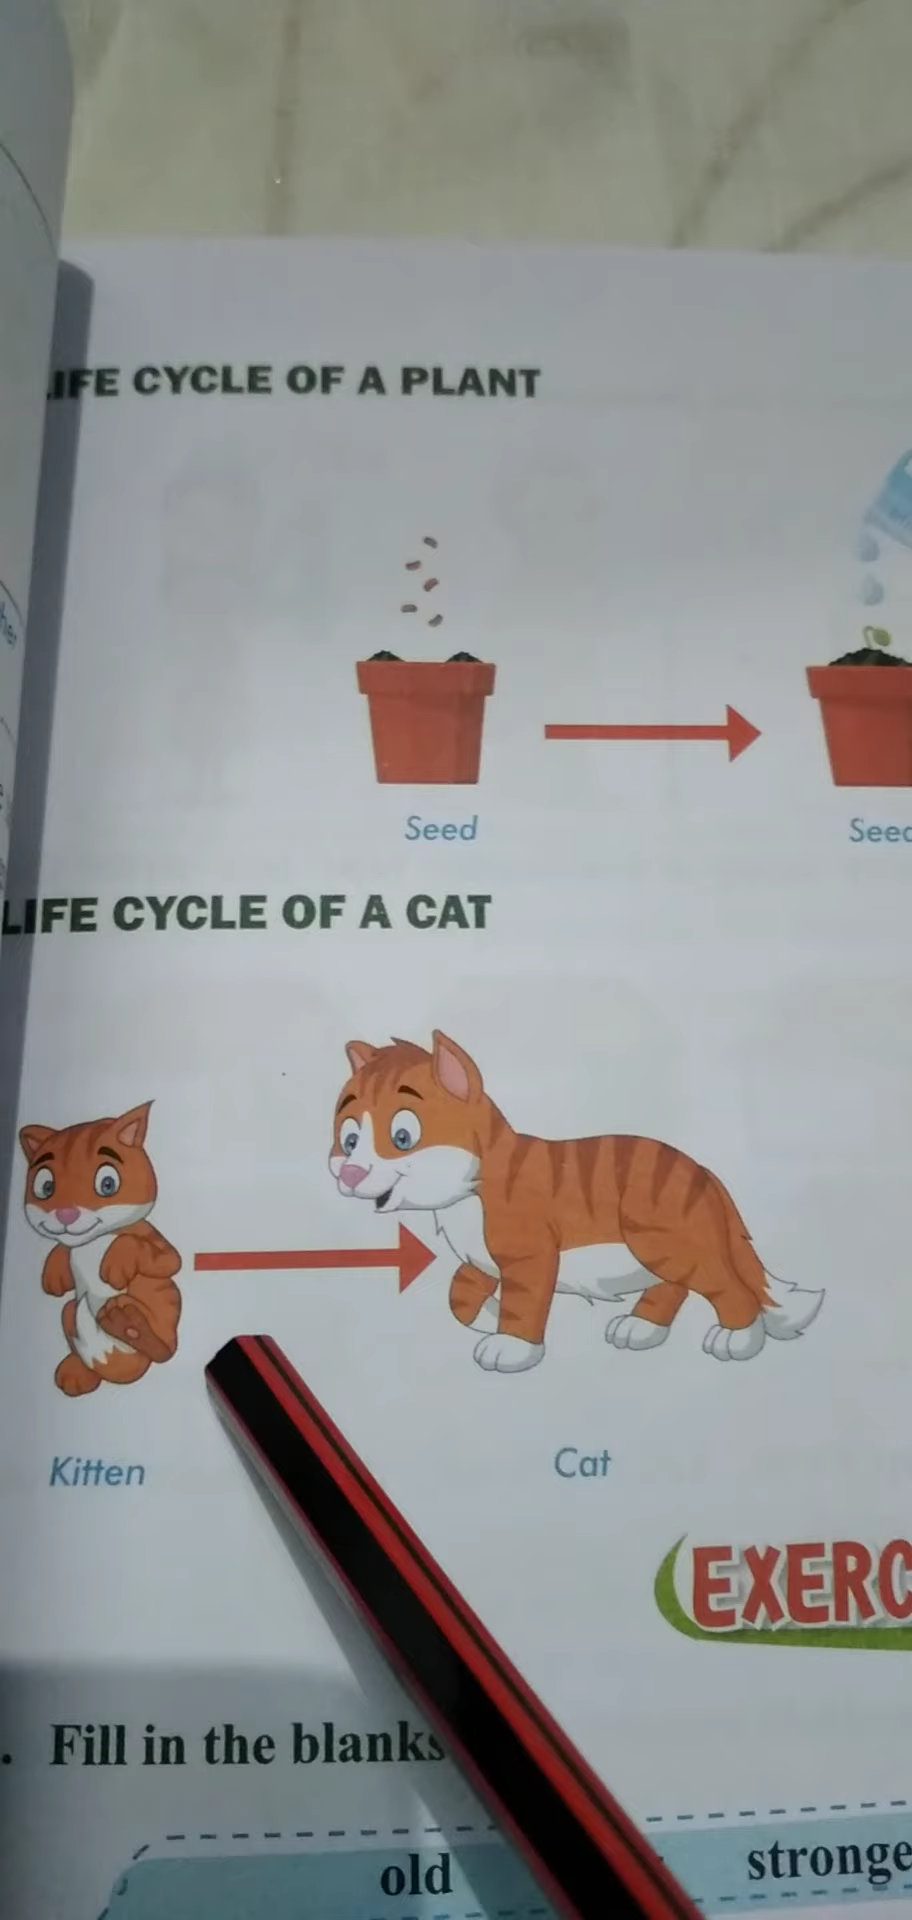 LIFE CYCLE OF A PLANT
Seed
LIFE CYCLE OF A CAT
Kitten Cat
Fill in the blanks
old